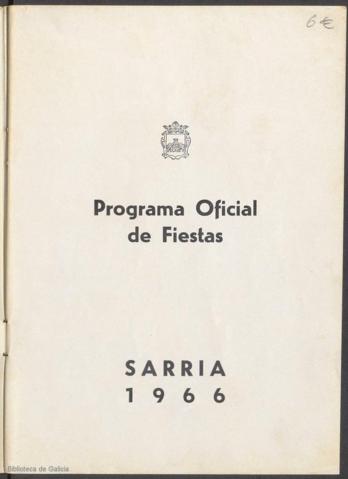 6 €
Programa Oficial
de Fiestas
SARRIA
1966
Biblioteca de Galicia